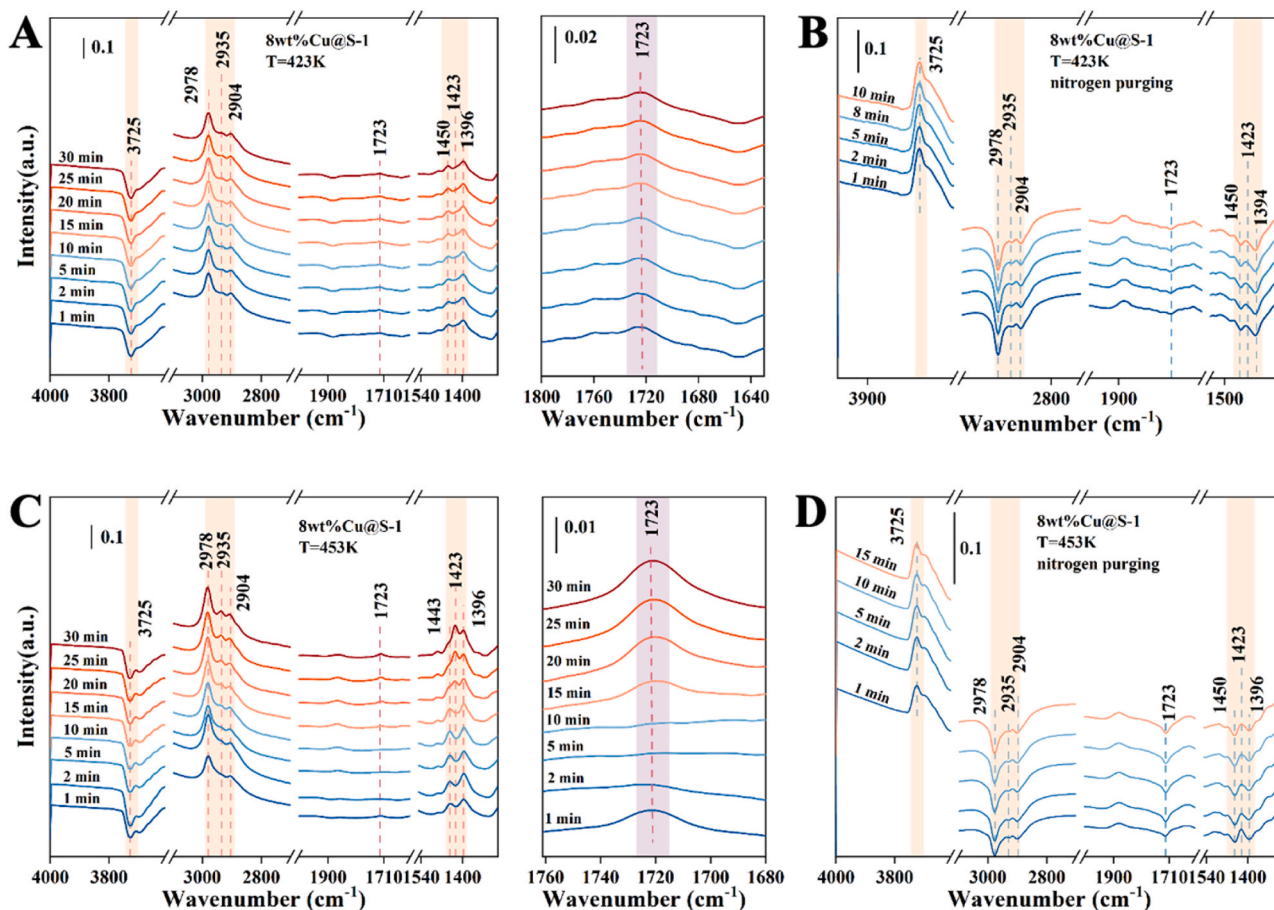 A
0.1
8wt%Cu@S-1
T=423K
3725
2978
2935
2904
1723
1450
1423
1396
30 min
25 min
20 min
15 min
10 min
5 min
2 min
1 min
Intensity(a.u.)
4000 3800 3000 2800 1900 1710 1540 1400
Wavenumber (cm-1)
0.02
1723
1800 1760 1720 1680 1640
Wavenumber (cm-1)
B
0.1
3725
8wt%Cu@S-1
T=423K
nitrogen purging
10 min
8 min
5 min
2 min
1 min
2978
2935
2904
1723
1450
1423
1394
3900 2800 1900 1500
Wavenumber (cm-1)
C
0.1
8wt%Cu@S-1
T=453K
3725
2978
2935
2904
1723
1443
1423
1396
30 min
25 min
20 min
15 min
10 min
5 min
2 min
1 min
Intensity(a.u.)
4000 3800 3000 2800 1900 1710 1540 1400
Wavenumber (cm-1)
0.01
1723
30 min
25 min
20 min
15 min
10 min
5 min
2 min
1 min
1760 1740 1720 1700 1680
Wavenumber (cm-1)
D
3725
0.1
8wt%Cu@S-1
T=453K
nitrogen purging
15 min
10 min
5 min
2 min
1 min
2978
2935
2904
1723
1450
1423
1396
4000 3800 3000 2800 1900 1710 1540 1400
Wavenumber (cm-1)